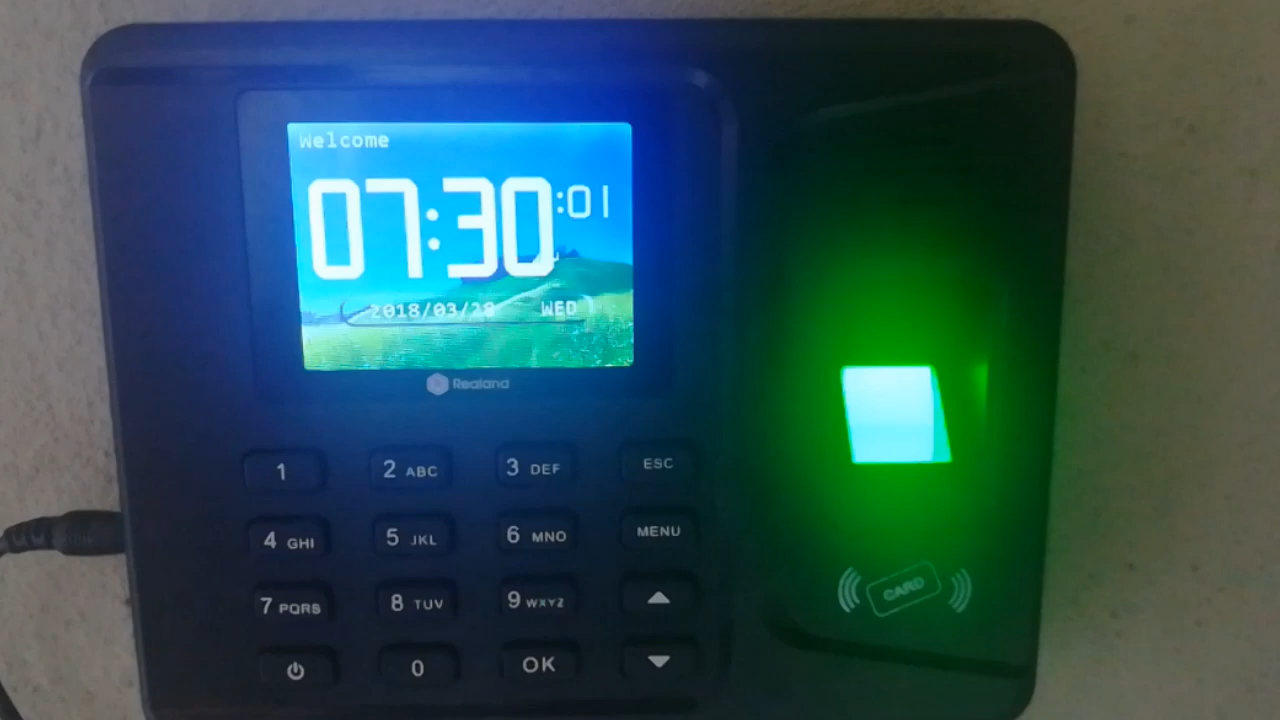 Welcome
07:30:01
2018/03/28 WED
Realand
1 2 ABC 3 DEF ESC
4 GHI 5 JKL 6 MNO MENU
7 PQRS 8 TUV 9 WXYZ
0 OK
CARD